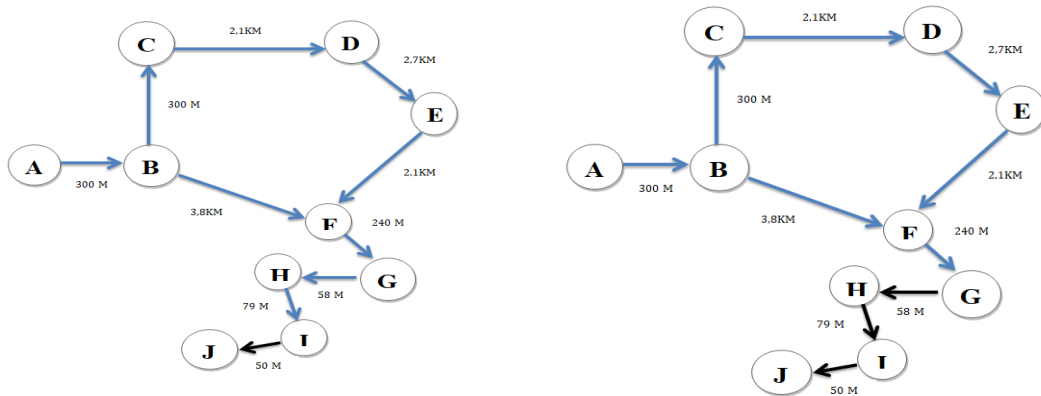 2,1KM
C
D
2,7KM
300 M
E
A
B
300 M
2,1KM
3,8KM
F
240 M
H
G
58 M
79 M
I
J
50 M
2,1KM
C
D
2,7KM
300 M
E
A
B
300 M
2,1KM
3,8KM
F
240 M
H
G
58 M
79 M
I
J
50 M